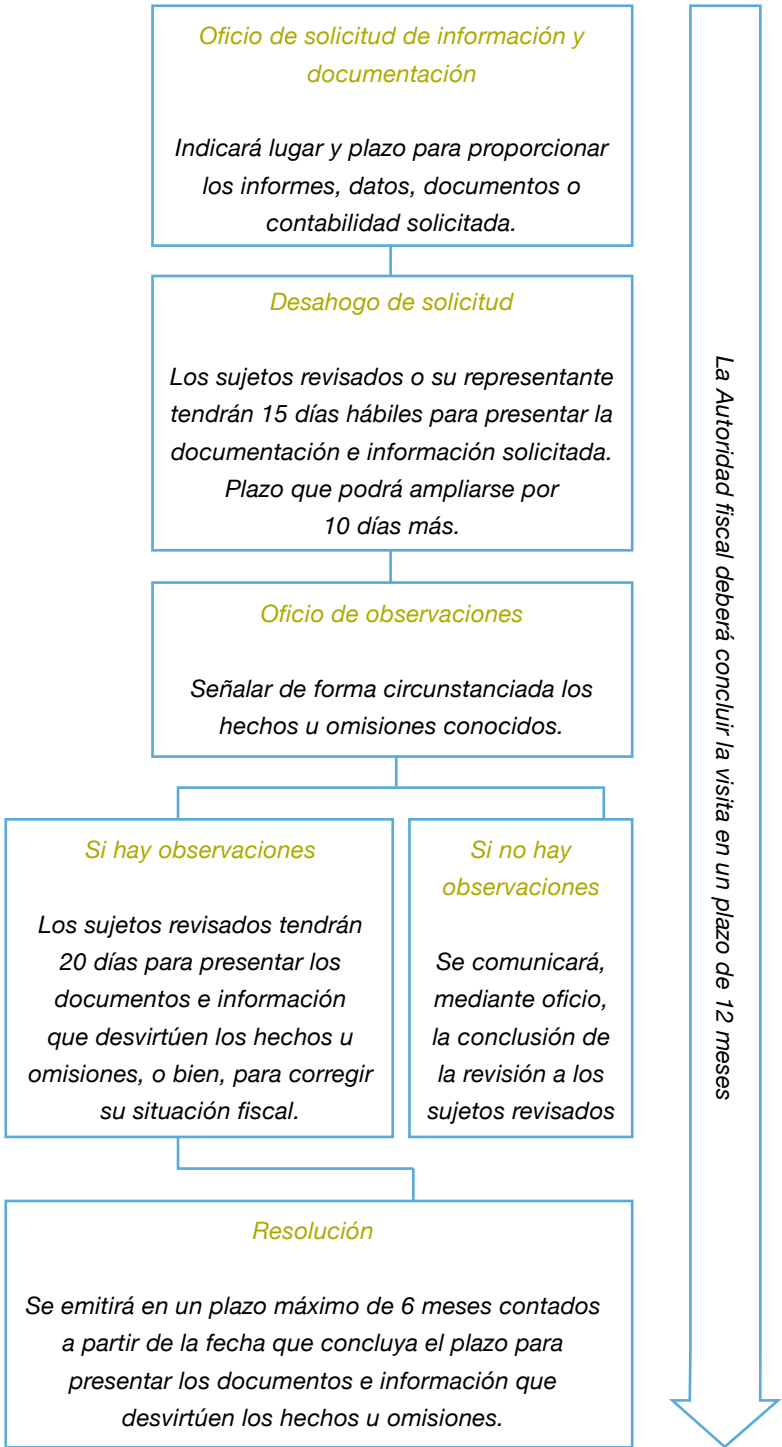 Oficio de solicitud de información y
documentación
Indicará lugar y plazo para proporcionar
los informes, datos, documentos o
contabilidad solicitada.
Desahogo de solicitud
Los sujetos revisados o su representante
tendrán 15 días hábiles para presentar la
documentación e información solicitada.
Plazo que podrá ampliarse por
10 días más.
Oficio de observaciones
Señalar de forma circunstanciada los
hechos u omisiones conocidos.
Si hay observaciones
Los sujetos revisados tendrán
20 días para presentar los
documentos e información
que desvirtúen los hechos u
omisiones, o bien, para corregir
su situación fiscal.
Si no hay
observaciones
Se comunicará,
mediante oficio,
la conclusión de
la revisión a los
sujetos revisados
Resolución
Se emitirá en un plazo máximo de 6 meses contados
a partir de la fecha que concluya el plazo para
presentar los documentos e información que
desvirtúen los hechos u omisiones.
La Autoridad fiscal deberá concluir la visita en un plazo de 12 meses